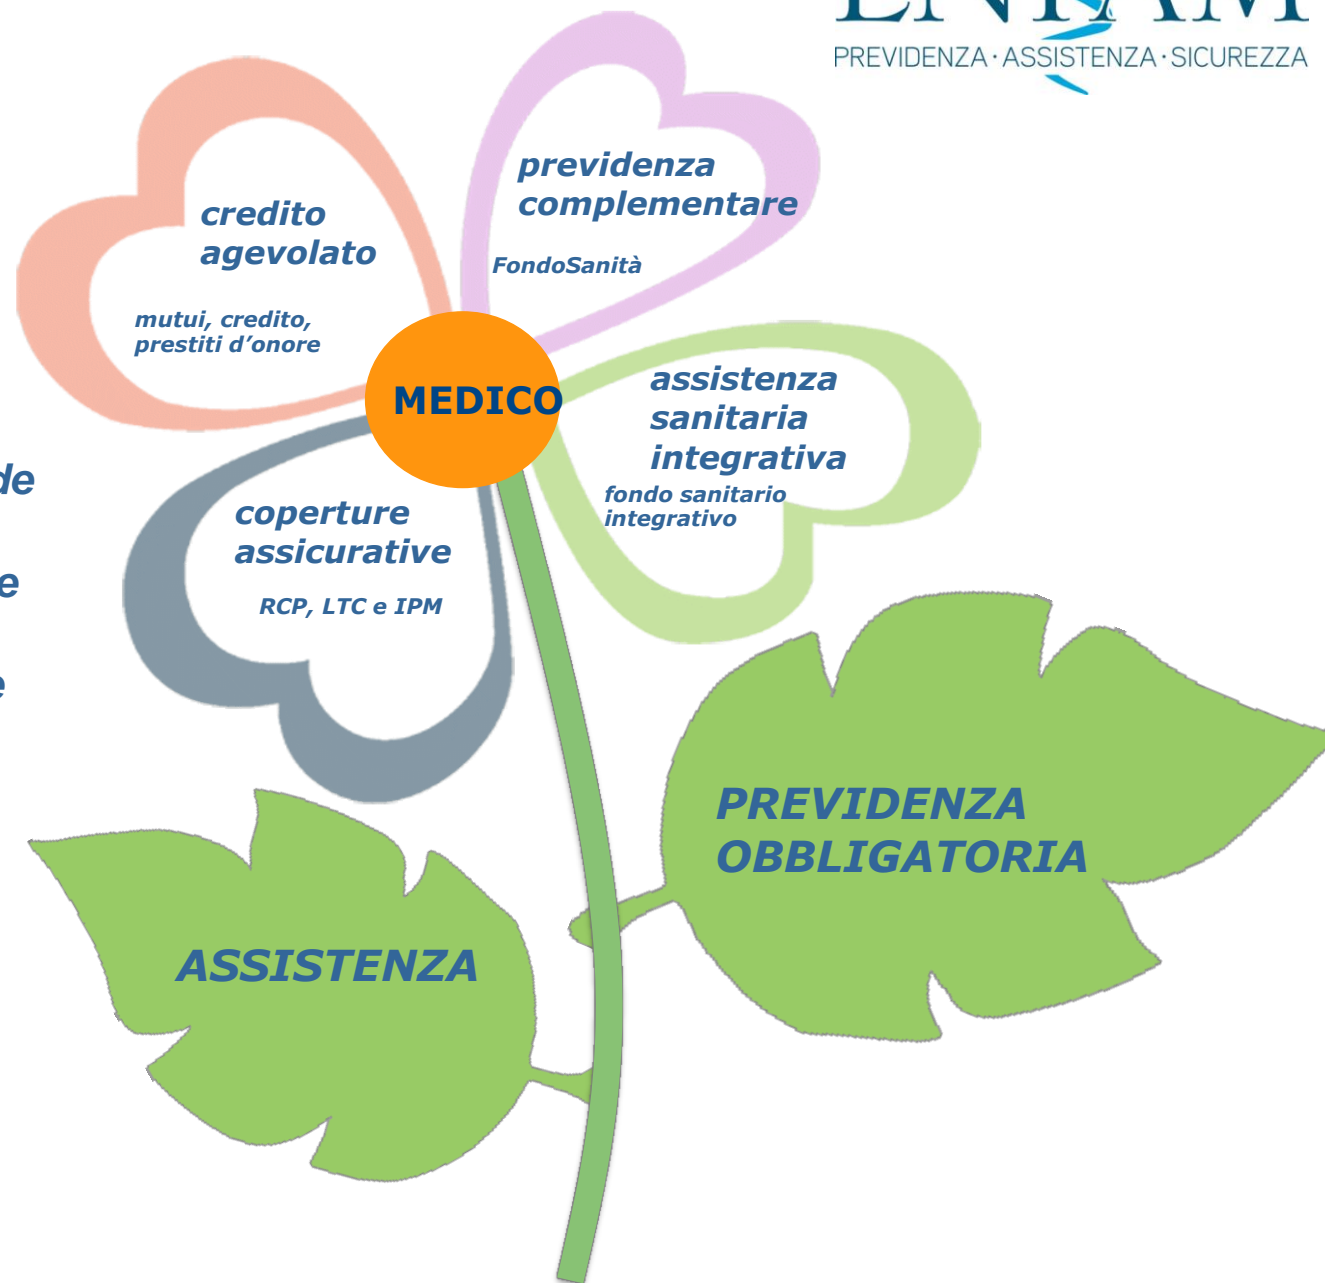 ENPAM
PREVIDENZA · ASSISTENZA · SICUREZZA
previdenza
complementare
FondoSanità
credito
agevolato
mutui, credito,
prestiti d’onore
MEDICO
assistenza
sanitaria
integrativa
fondo sanitario
integrativo
coperture
assicurative
RCP, LTC e IPM
PREVIDENZA
OBBLIGATORIA
ASSISTENZA